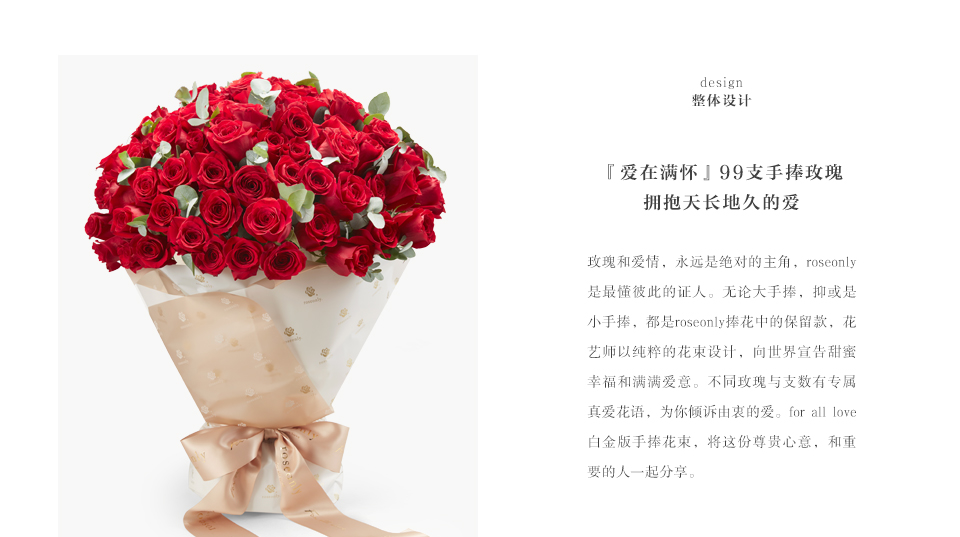 design
整体设计
『爱在满怀』99支手捧玫瑰
拥抱天长地久的爱
玫瑰和爱情，永远是绝对的主角，roseonly
是最懂彼此的证人。无论大手捧，抑或是
小手捧，都是roseonly捧花中的保留款，花
艺师以纯粹的花束设计，向世界宣告甜蜜
幸福和满满爱意。不同玫瑰与支数有专属
真爱花语，为你倾诉由衷的爱。for all love
白金版手捧花束，将这份尊贵心意，和重
要的人一起分享。